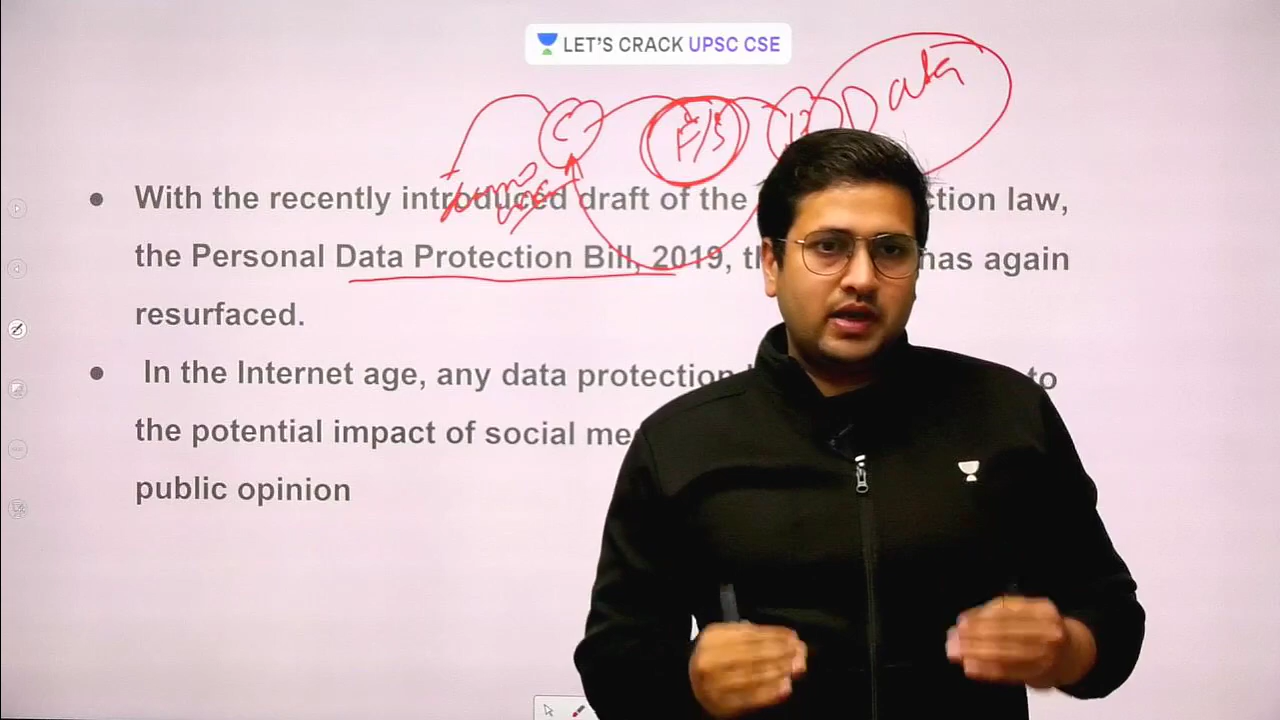 LET'S CRACK UPSC CSE
C F/S Data
With the recently introduced draft of the ction law,
the Personal Data Protection Bill, 2019, has again
resurfaced.
In the Internet age, any data protection to
the potential impact of social
public opinion